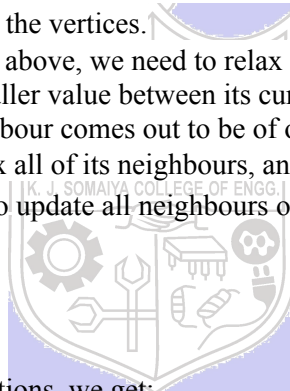 the vertices.
above, we need to relax
ller value between its cur
bour comes out to be of
x all of its neighbours, an
K. J. SOMAIYA COLLEGE OF ENGG.
o update all neighbours o
tions, we get: